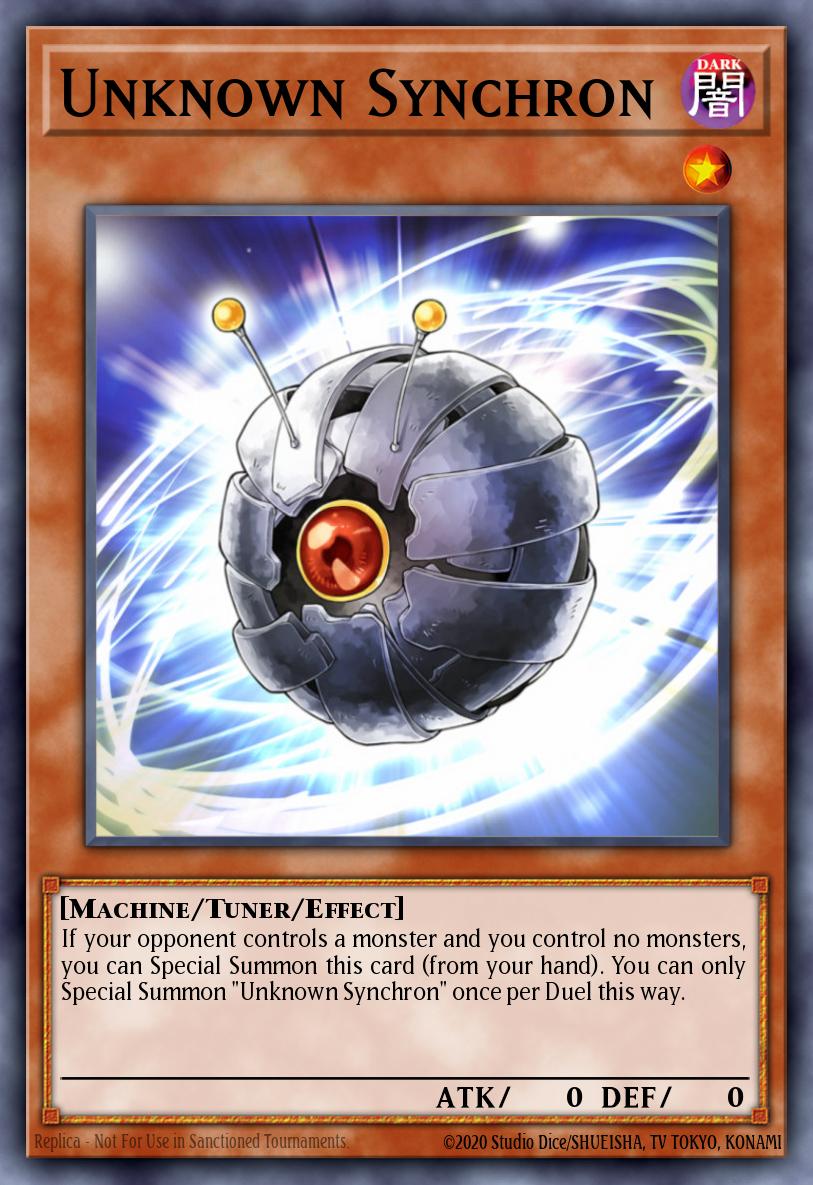 Unknown Synchron
DARK
闇
[Machine/Tuner/Effect]
If your opponent controls a monster and you control no monsters,
you can Special Summon this card (from your hand). You can only
Special Summon "Unknown Synchron" once per Duel this way.
ATK/ 0 DEF/ 0
Replica - Not For Use in Sanctioned Tournaments.
©2020 Studio Dice/SHUEISHA, TV TOKYO, KONAMI